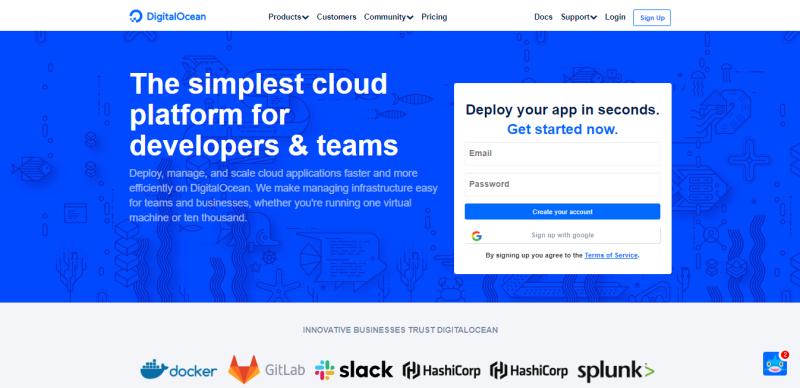 DigitalOcean
Products Customers Community Pricing
Docs Support Login Sign Up
The simplest cloud
platform for
developers & teams
Deploy, manage, and scale cloud applications faster and more
efficiently on DigitalOcean. We make managing infrastructure easy
for teams and businesses, whether you're running one virtual
machine or ten thousand.
Deploy your app in seconds.
Get started now.
Email
Password
Create your account
Sign up with google
By signing up you agree to the Terms of Service.
INNOVATIVE BUSINESSES TRUST DIGITALOCEAN
docker GitLab slack HashiCorp HashiCorp splunk>
2